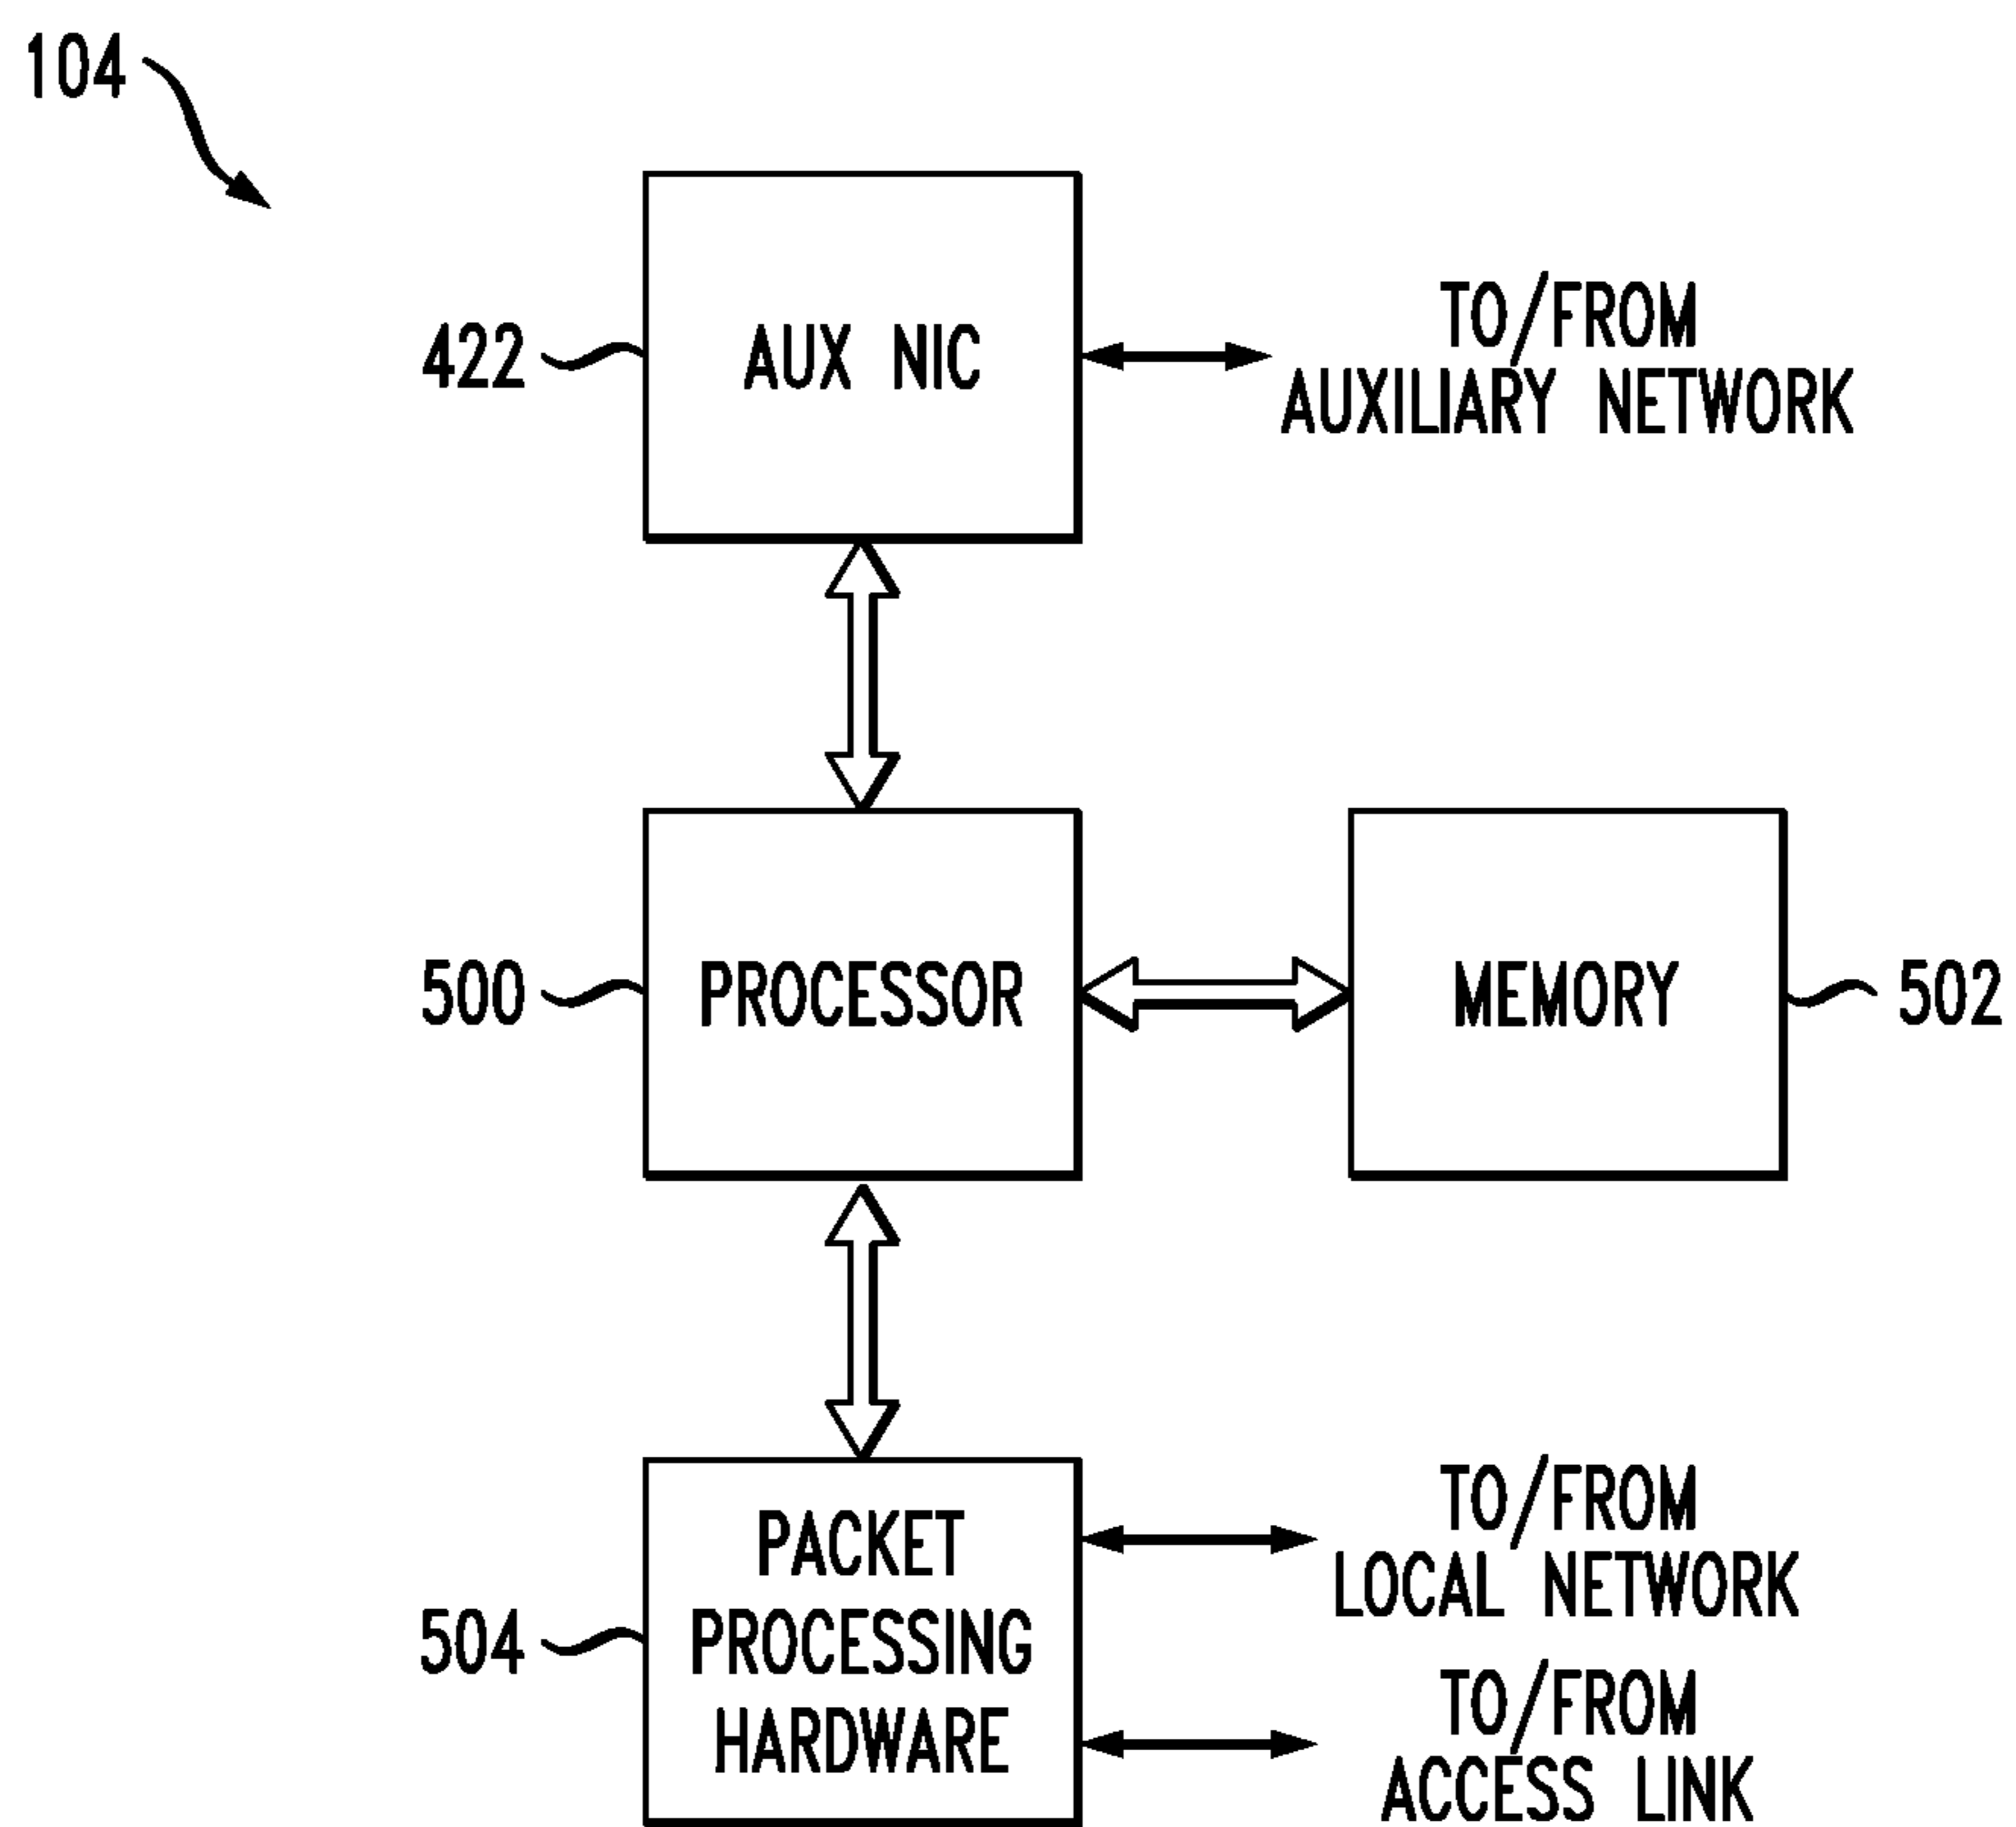 104
422
AUX NIC
TO/FROM
AUXILIARY NETWORK
500
PROCESSOR
MEMORY
502
504
PACKET
PROCESSING
HARDWARE
TO/FROM
LOCAL NETWORK
TO/FROM
ACCESS LINK